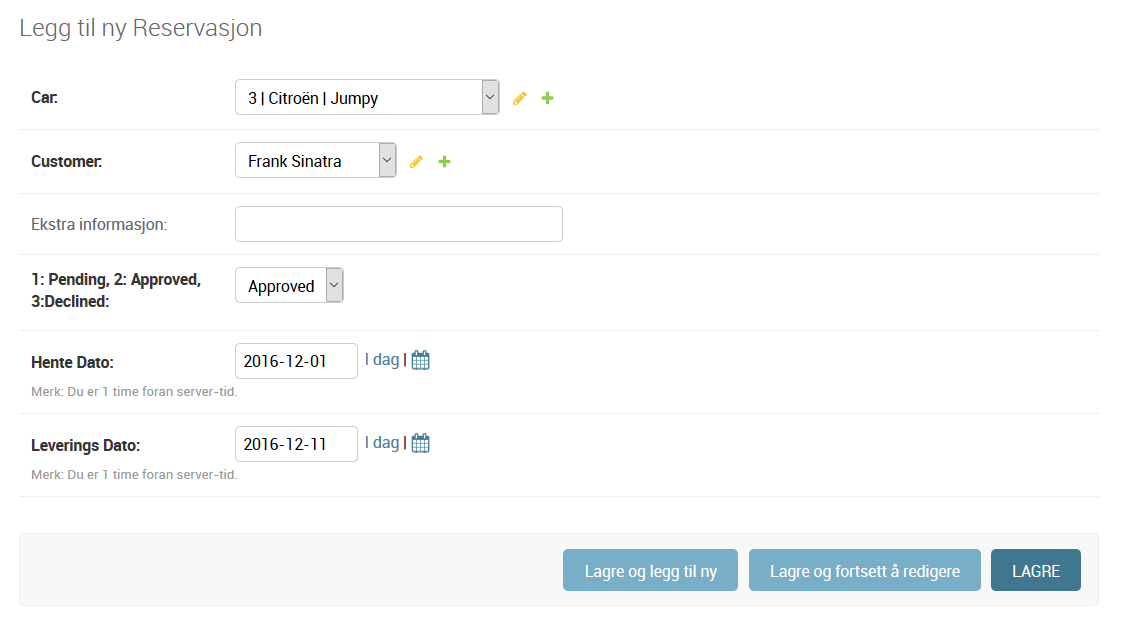 Legg til ny Reservasjon
Car: 3 | Citroën | Jumpy
Customer: Frank Sinatra
Ekstra informasjon:
1: Pending, 2: Approved, Approved
3:Declined:
Hente Dato: 2016-12-01 I dag |
Merk: Du er 1 time foran server-tid.
Leverings Dato: 2016-12-11 I dag |
Merk: Du er 1 time foran server-tid.
Lagre og legg til ny Lagre og fortsett å redigere LAGRE